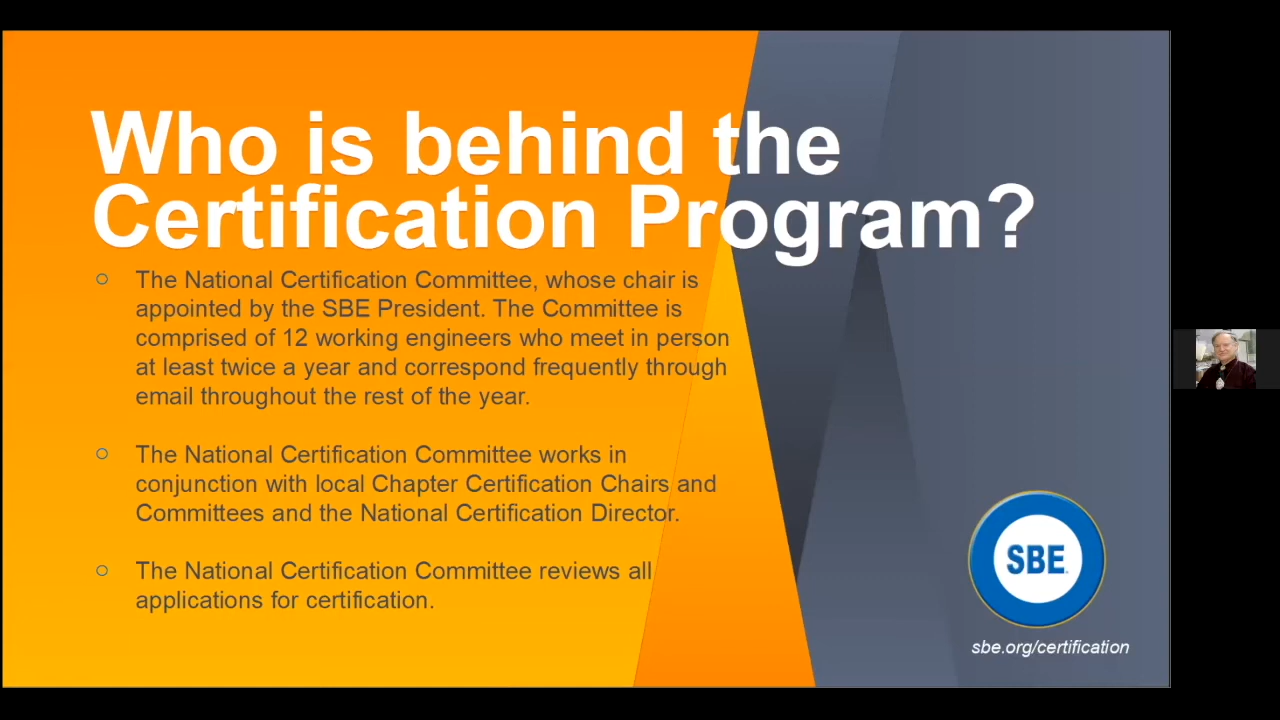 Who is behind the
Certification Program?
The National Certification Committee, whose chair is
appointed by the SBE President. The Committee is
comprised of 12 working engineers who meet in person
at least twice a year and correspond frequently through
email throughout the rest of the year.
The National Certification Committee works in
conjunction with local Chapter Certification Chairs and
Committees and the National Certification Director.
The National Certification Committee reviews all
applications for certification.
SBE
sbe.org/certification